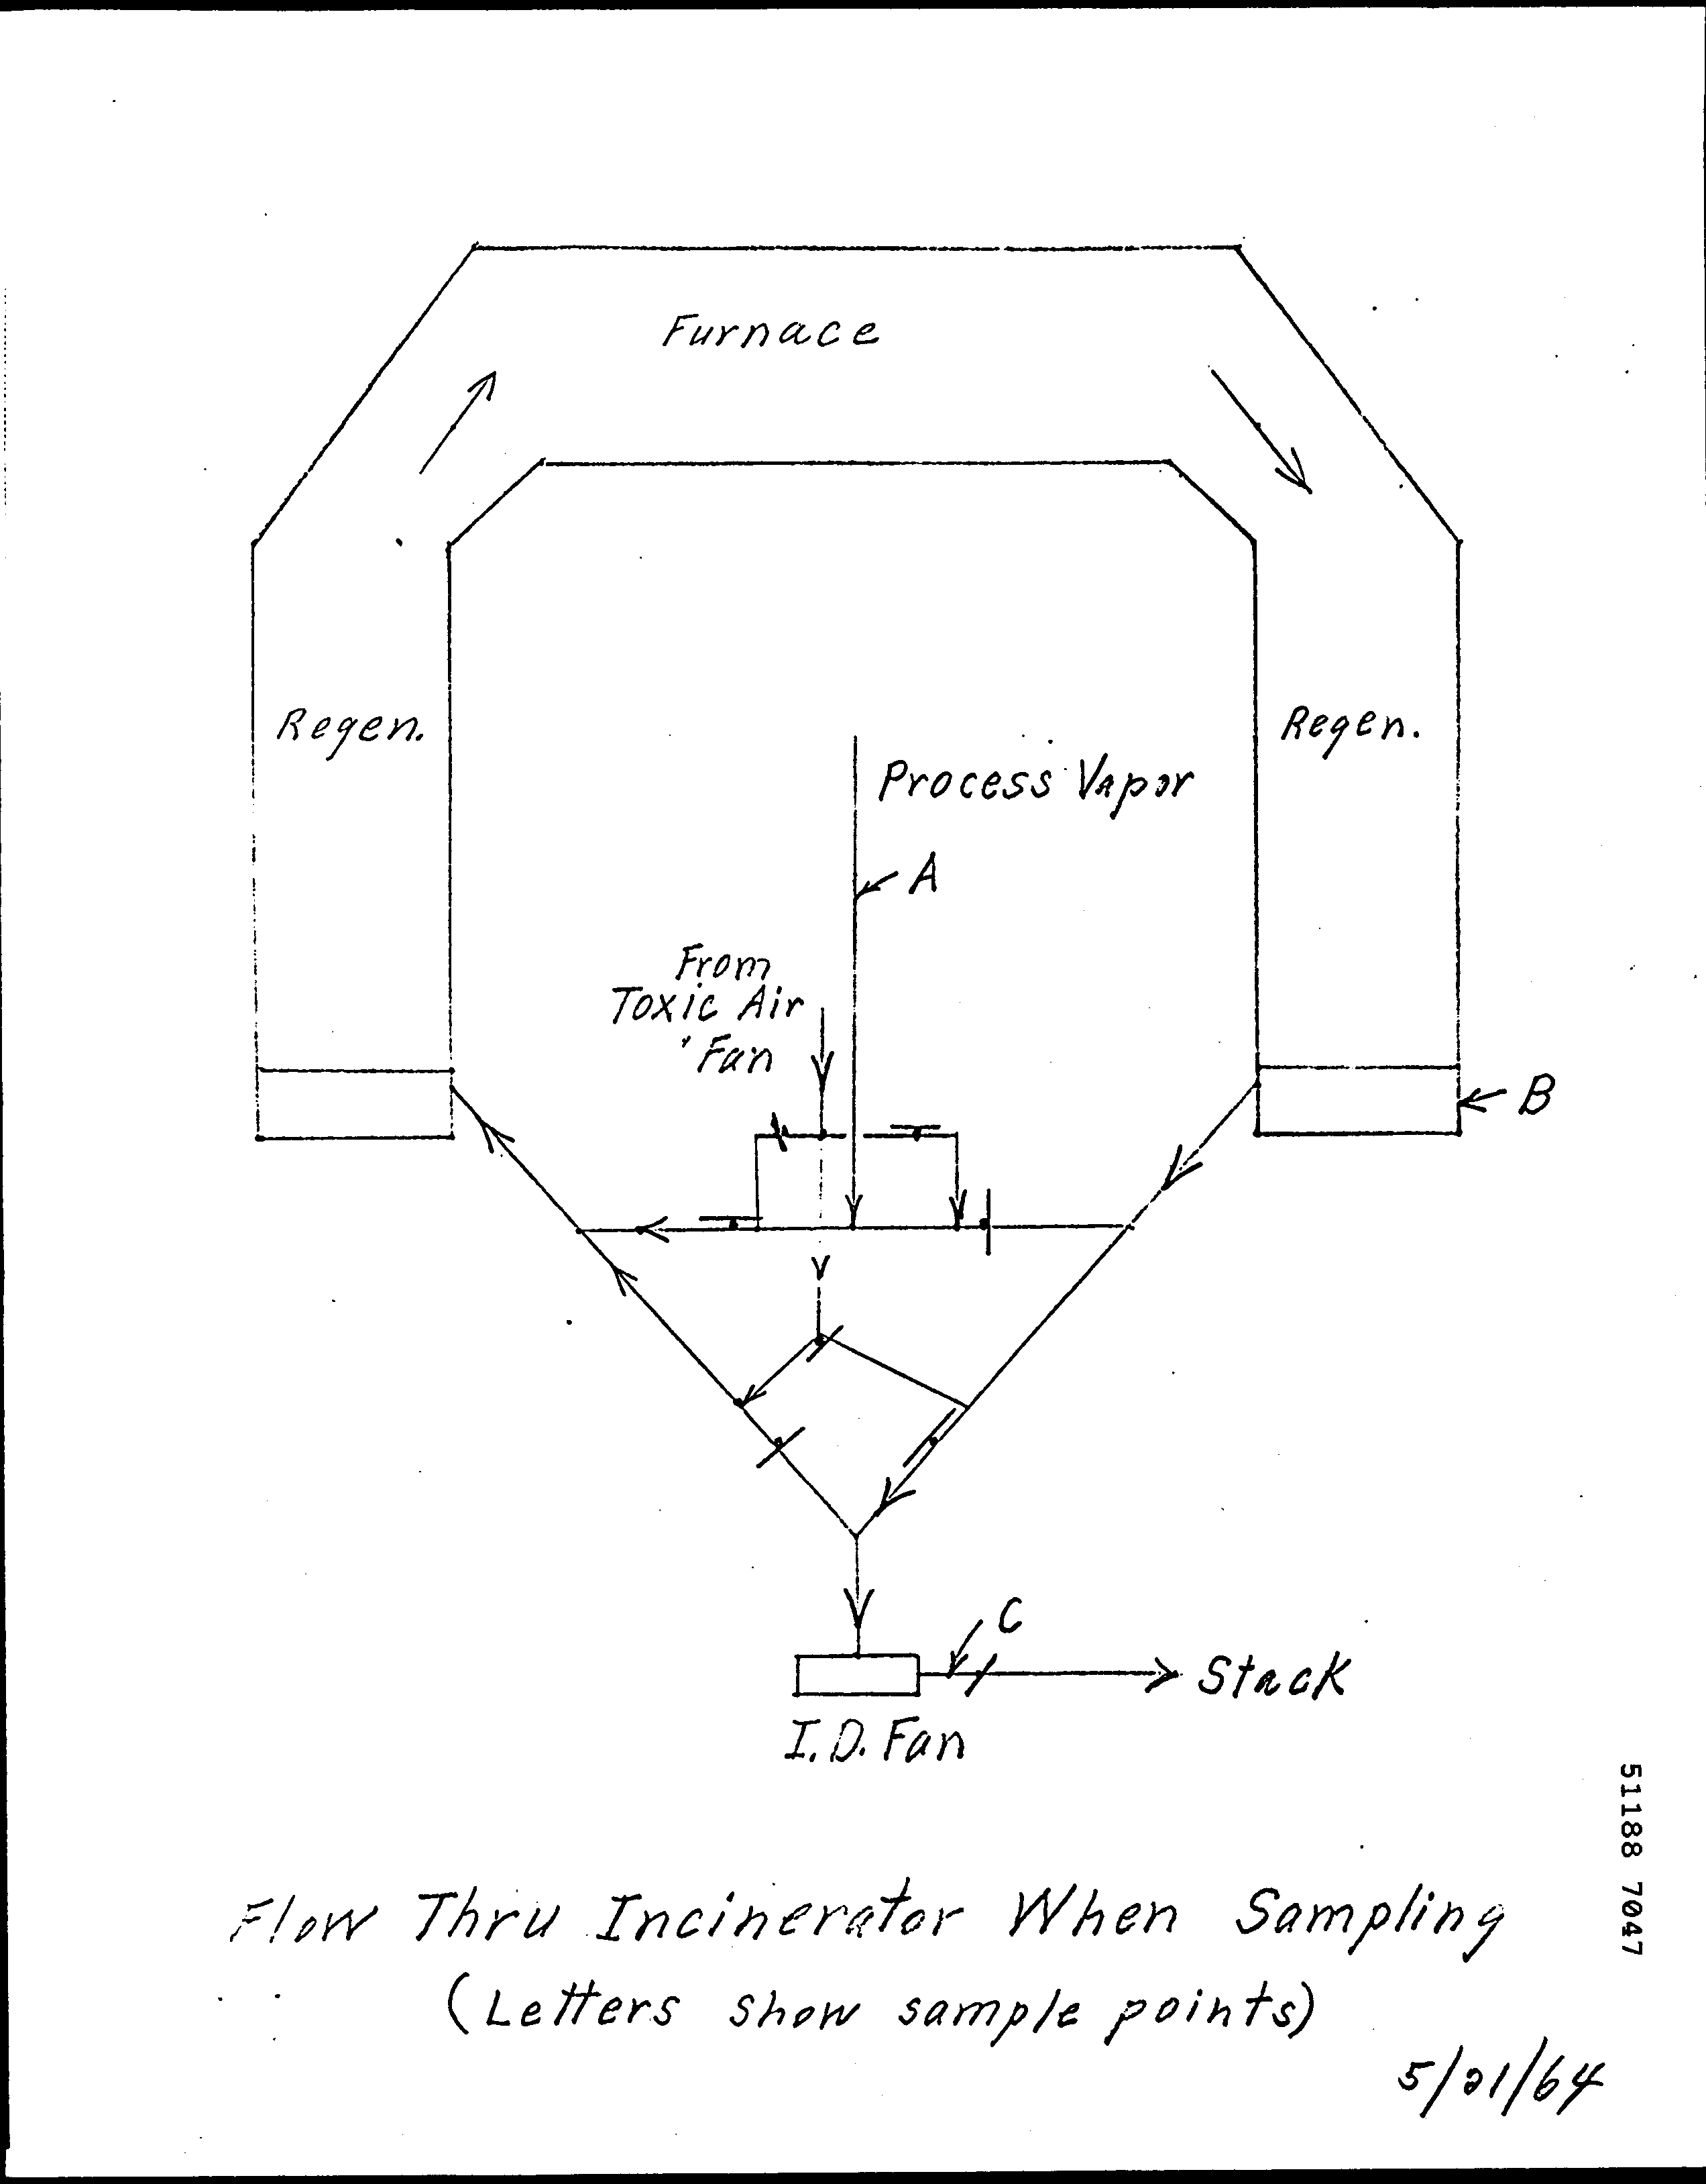 Furnace
Regen.
Regen.
Process Vapor
A
From
Toxic Air
Fan
B
C
Stack
I.D. Fan
51188 7047
Flow Thru Incinerator When Sampling
(Letters show sample points)
5/21/64